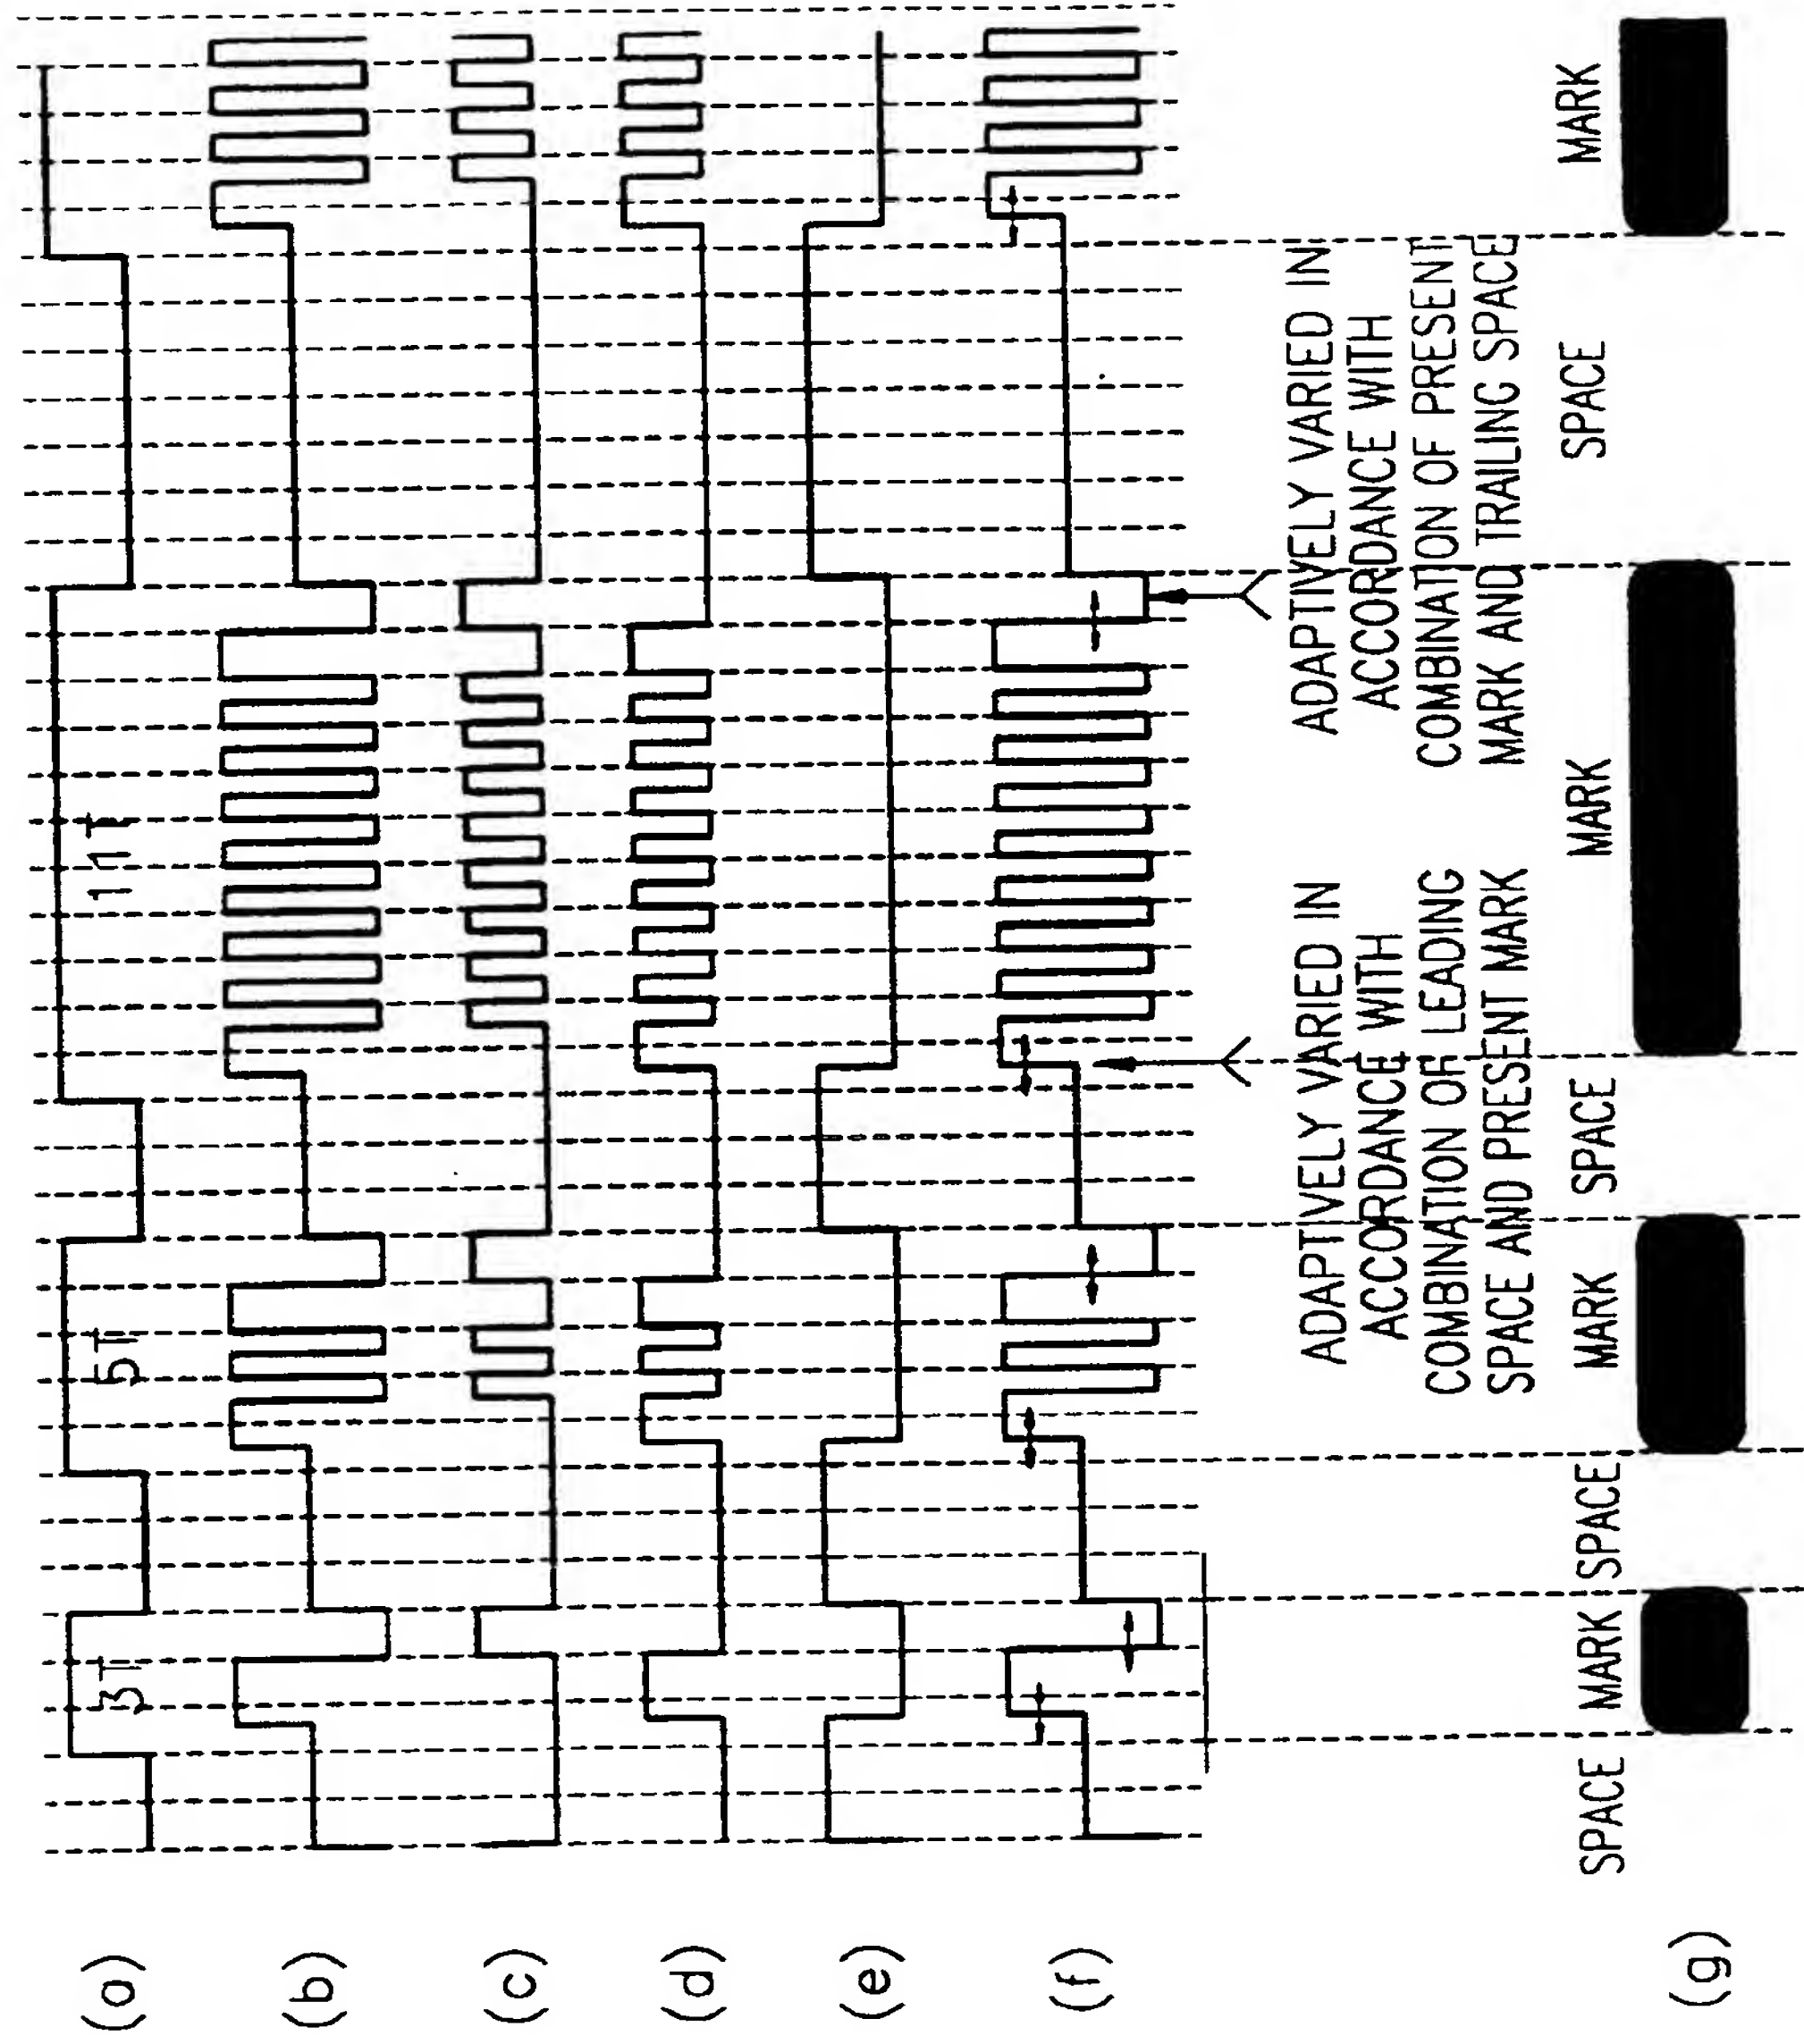 (a)
3T
5T
11T
(b)
(c)
(d)
(e)
(f)
ADAPTIVELY VARIED IN
ACCORDANCE WITH
COMBINATION OR LEADING
SPACE AND PRESENT MARK
ADAPTIVELY VARIED IN
ACCORDANCE WITH
COMBINATION OF PRESENT
MARK AND TRAILING SPACE
SPACE MARK SPACE MARK SPACE MARK SPACE MARK
(g)